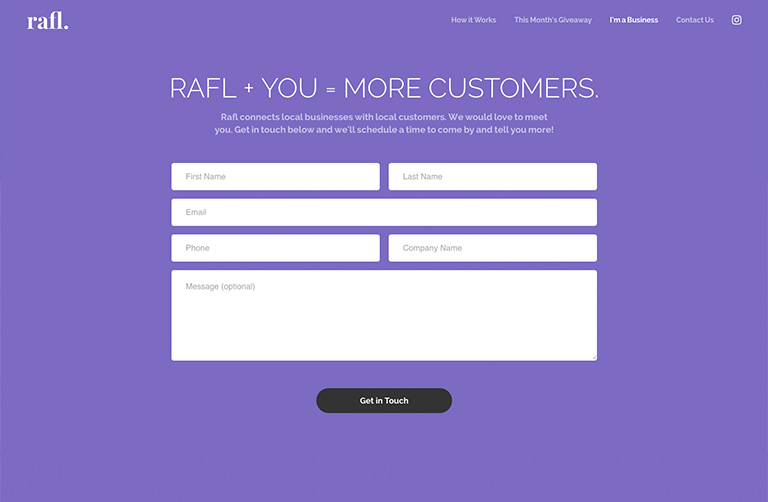 rafl.
How it Works
This Month's Giveaway
I'm a Business
Contact Us
RAFL + YOU = MORE CUSTOMERS.
Rafl connects local businesses with local customers. We would love to meet
you. Get in touch below and we'll schedule a time to come by and tell you more!
First Name
Last Name
Email
Phone
Company Name
Message (optional)
Get in Touch